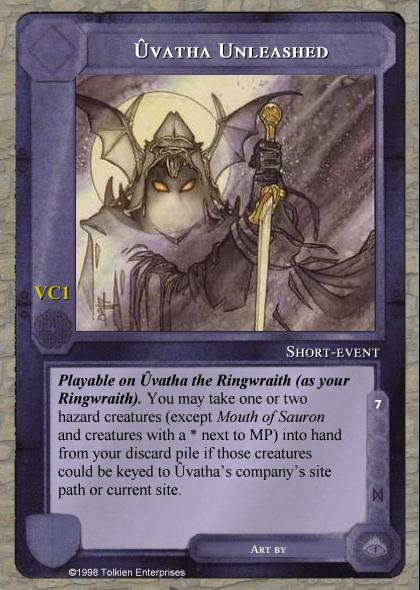 Ûvatha Unleashed
VC1
Short-event
Playable on Ûvatha the Ringwraith (as your
Ringwraith). You may take one or two
hazard creatures (except Mouth of Sauron
and creatures with a * next to MP) into hand
from your discard pile if those creatures
could be keyed to Ûvatha's company's site
path or current site.
7
Art by
©1998 Tolkien Enterprises